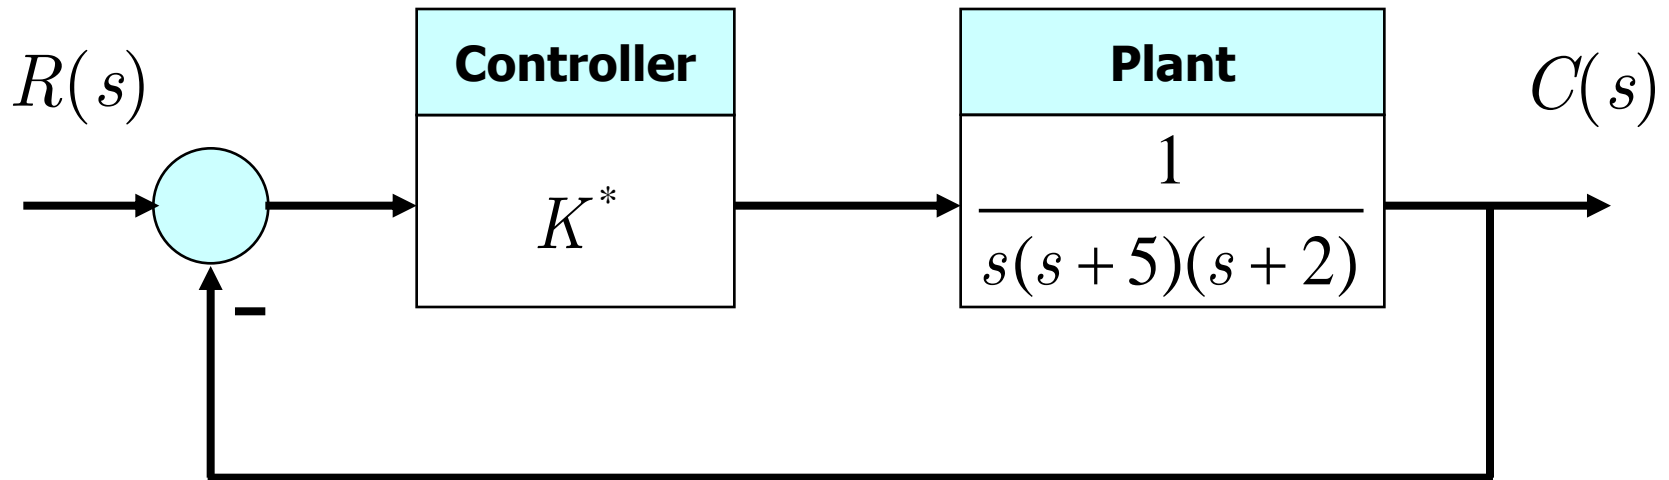 R(s)
Controller
Plant
C(s)
K*
1
s(s + 5)(s + 2)
-